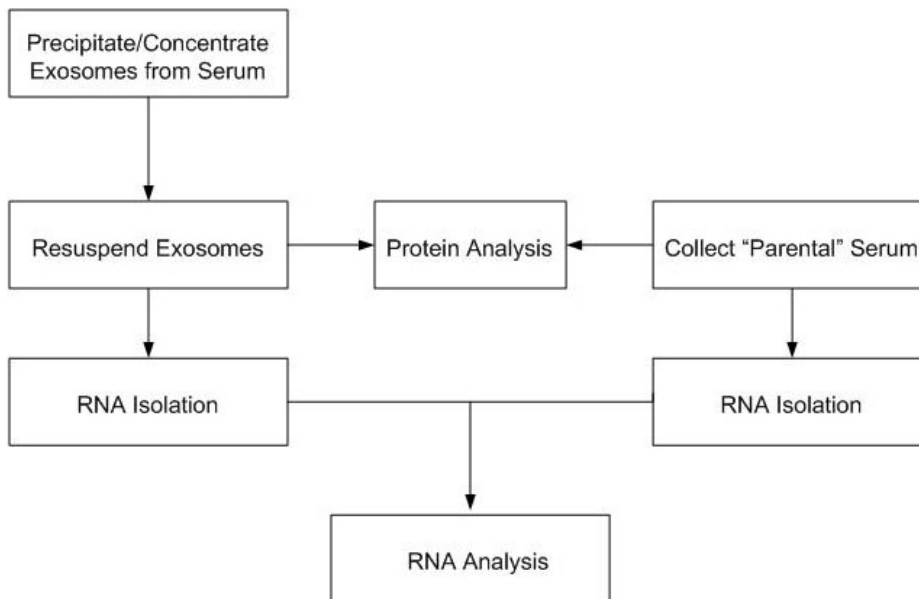 Precipitate/Concentrate
Exosomes from Serum
Resuspend Exosomes
Protein Analysis
Collect “Parental” Serum
RNA Isolation
RNA Isolation
RNA Analysis